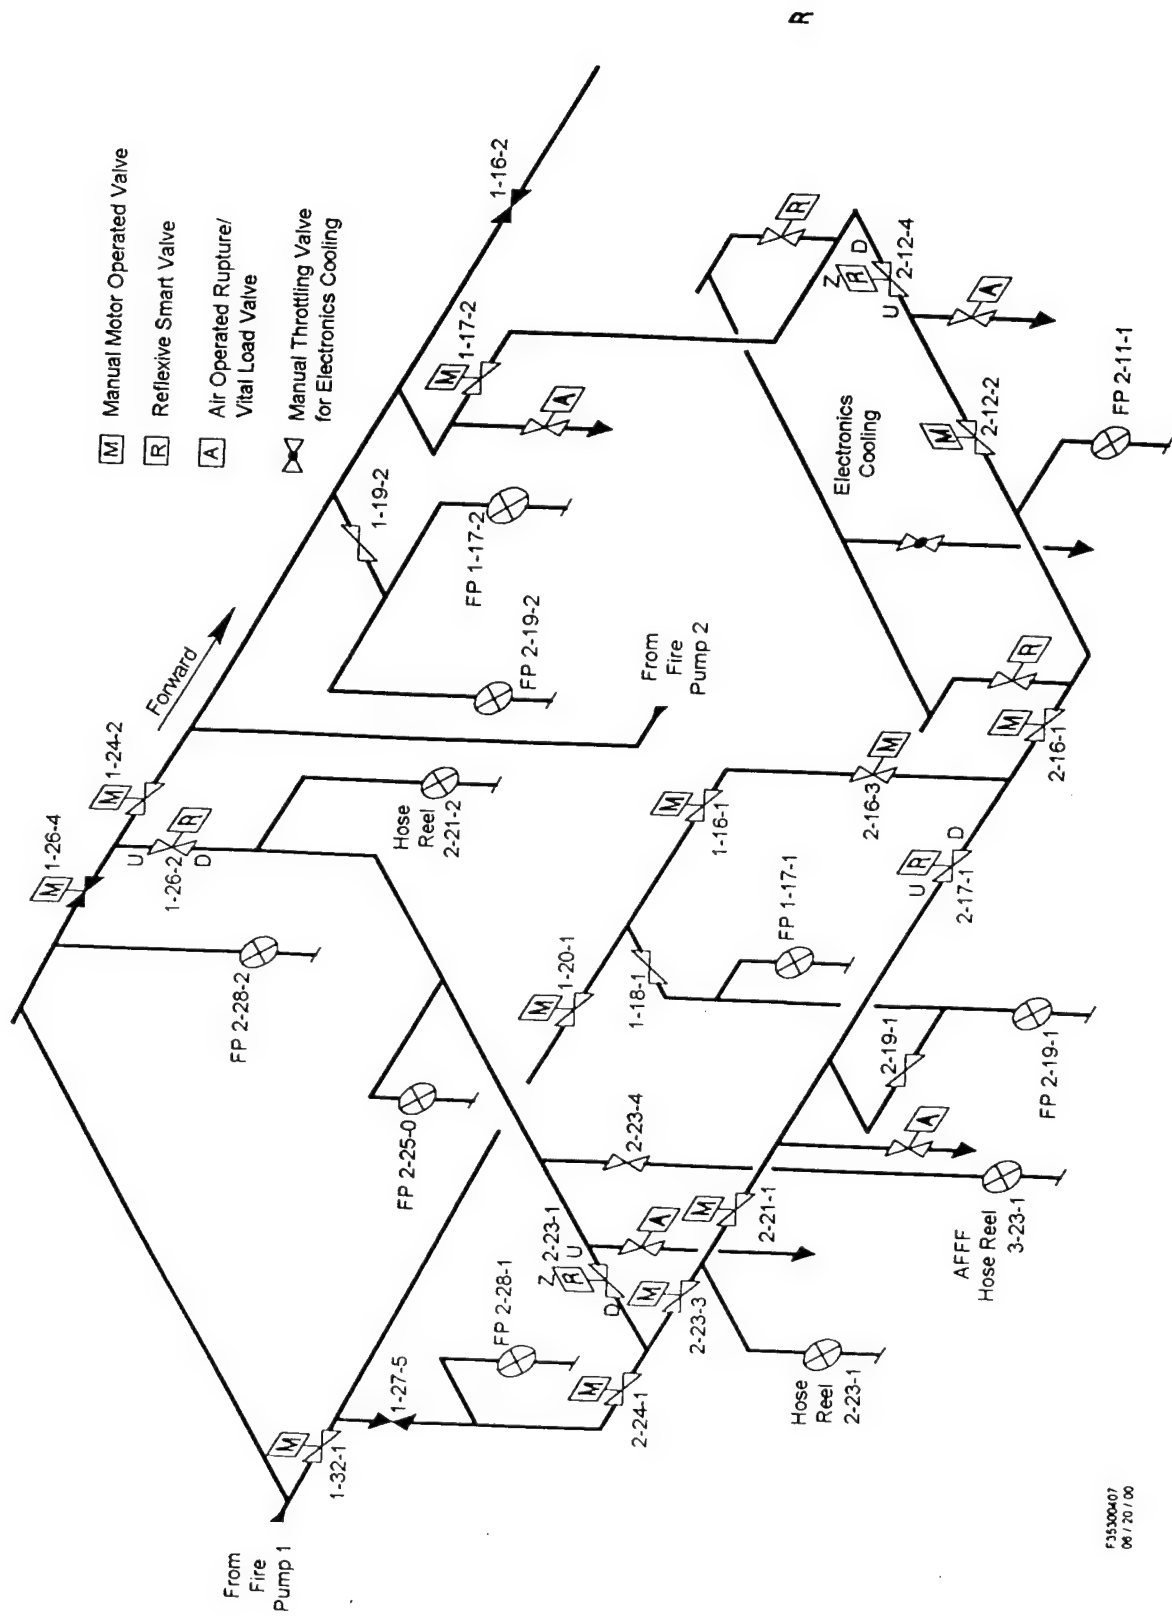 R
M Manual Motor Operated Valve
R Reflexive Smart Valve
A Air Operated Rupture/
Vital Load Valve
Manual Throttling Valve
for Electronics Cooling
1-16-2
M
1-17-2
A
R
Z
R
D
2-12-4
U
A
1-19-2
FP 1-17-2
FP 2-19-2
Forward
From
Fire
Pump 2
M
1-24-2
M
1-26-4
U
R
D
1-26-2
Hose
Reel
2-21-2
FP 2-28-2
FP 2-25-0
Electronics
Cooling
M
2-12-2
FP 2-11-1
R
M
2-16-1
M
2-16-3
M
1-16-1
M
1-20-1
1-18-1
FP 1-17-1
U
R
D
2-17-1
2-19-1
FP 2-19-1
A
2-23-4
AFFF
Hose Reel
3-23-1
M
2-21-1
A
2-23-1
U
Z
R
D
M
2-23-3
Hose
Reel
2-23-1
FP 2-28-1
M
2-24-1
1-27-5
M
1-32-1
From
Fire
Pump 1
F35300407
06 / 20 / 00